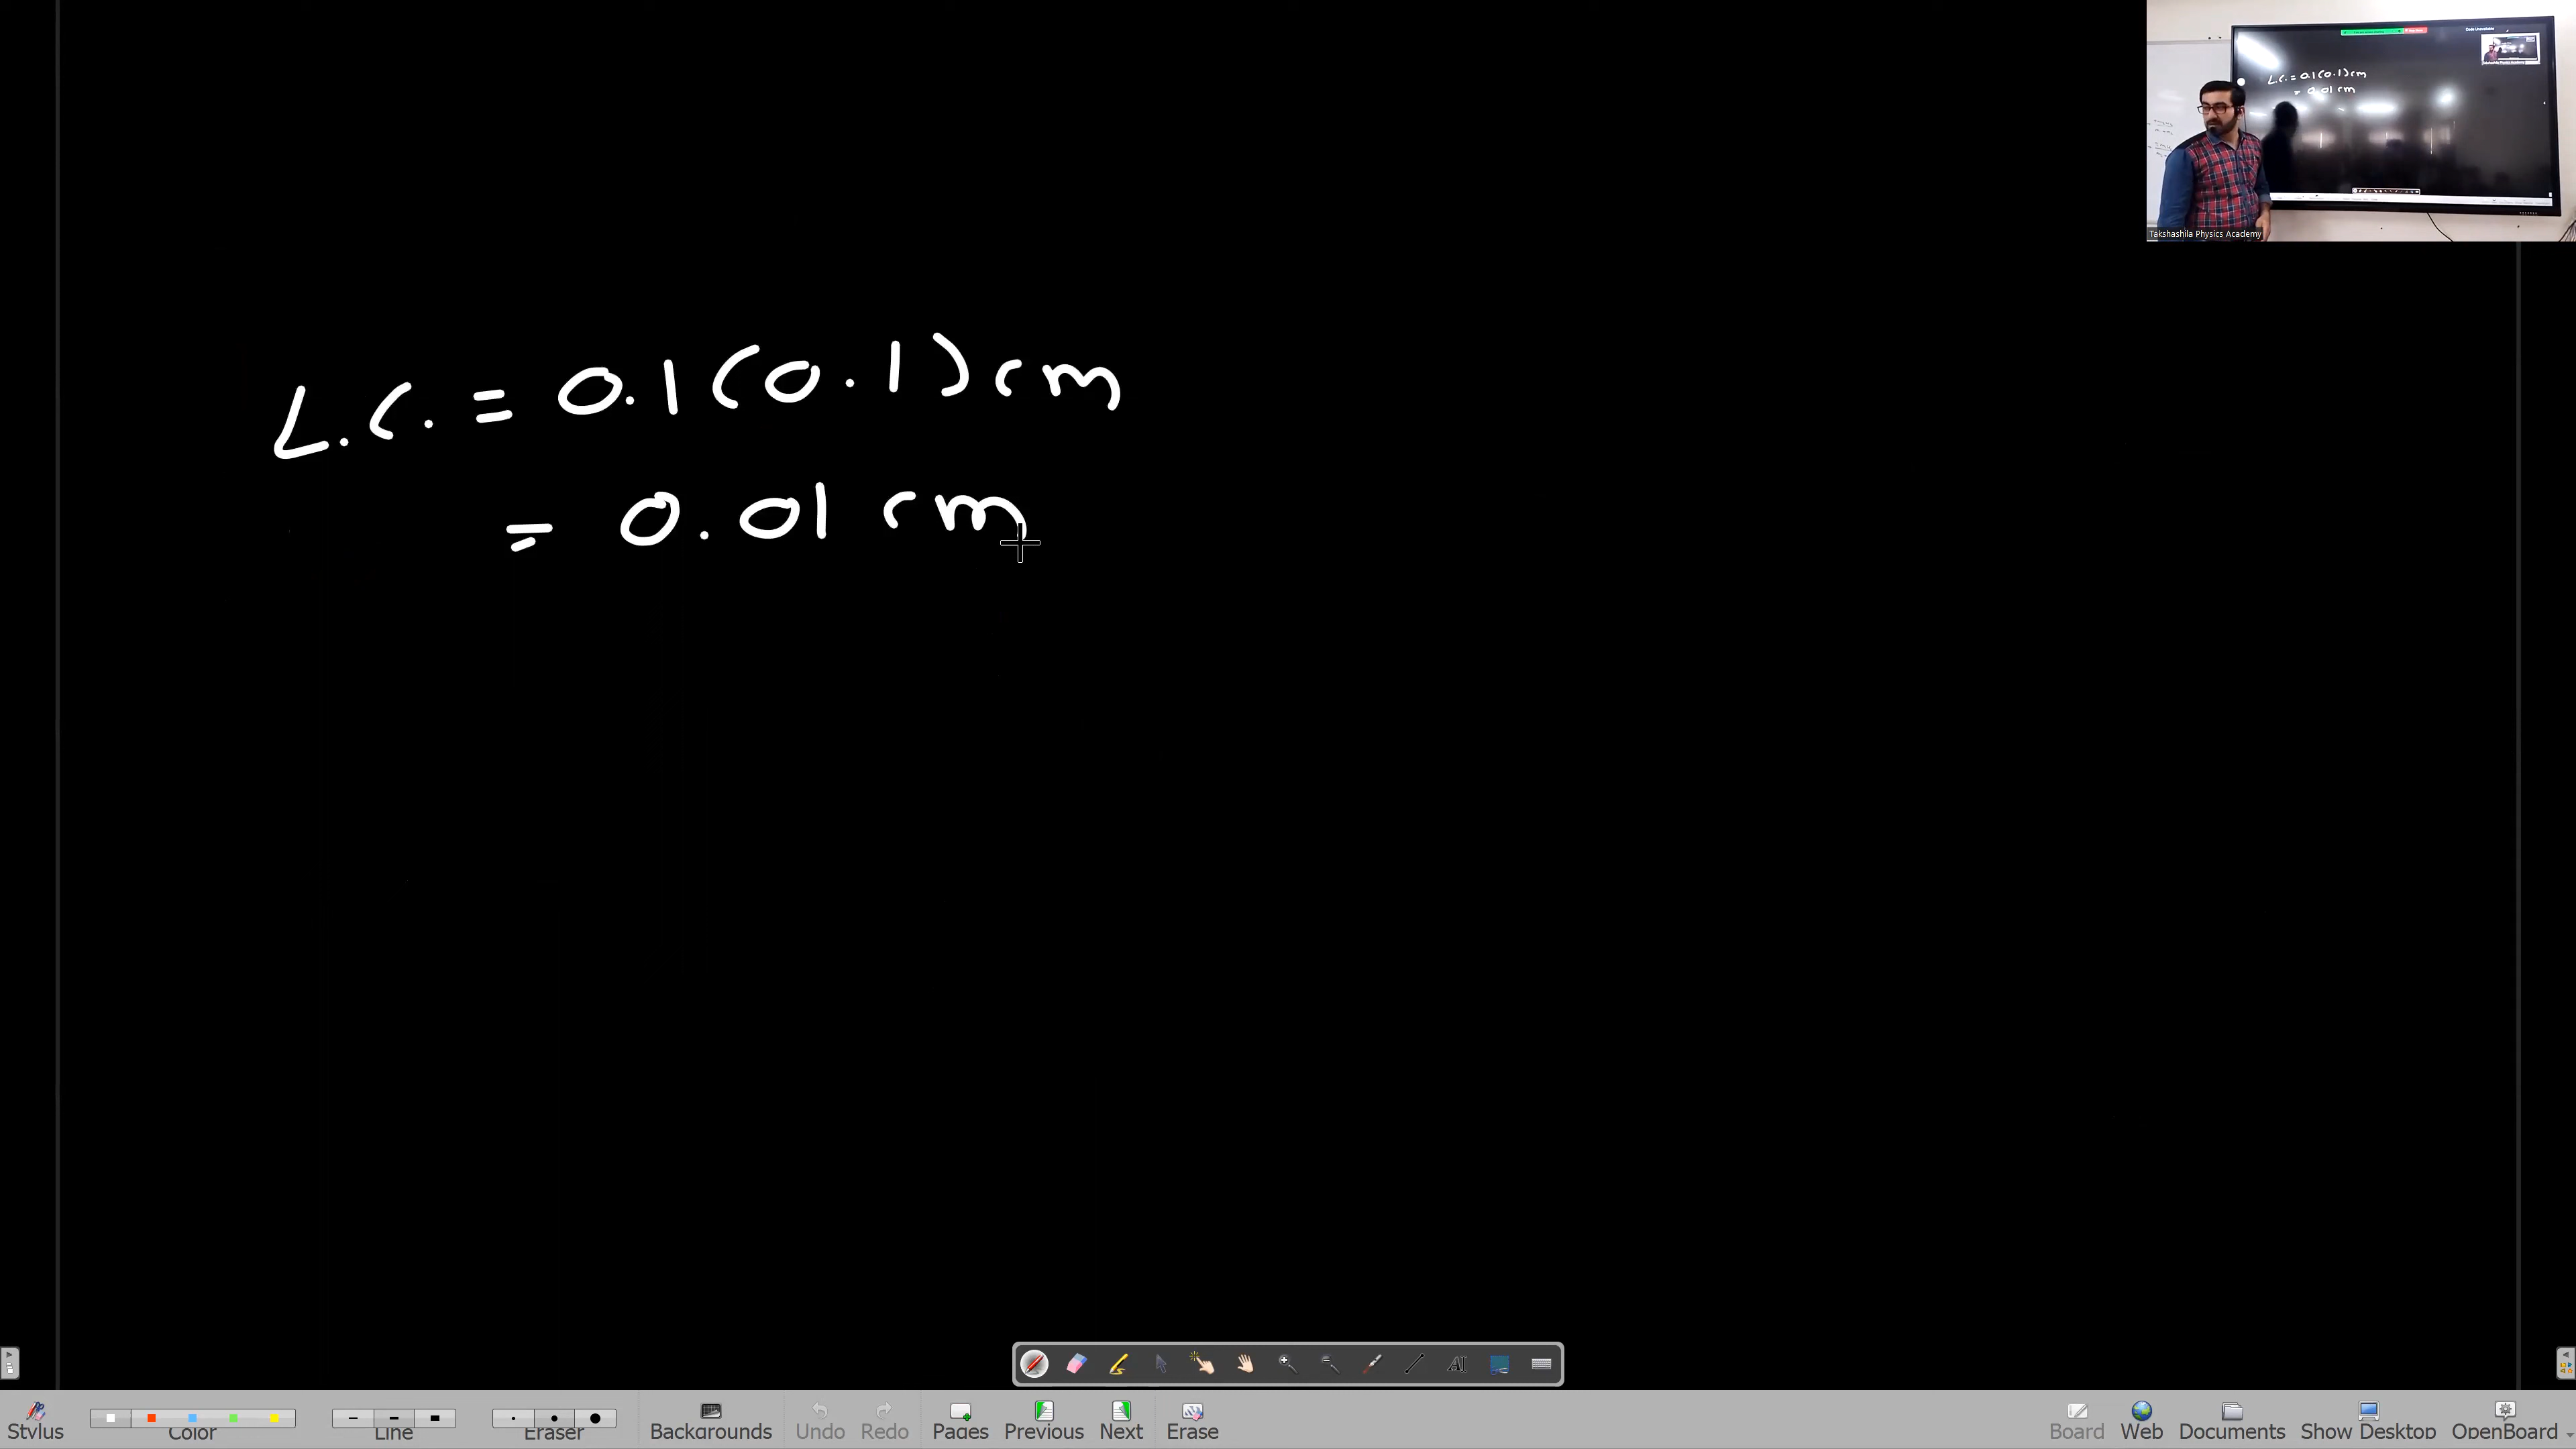 L.C. = 0.1(0.1) cm
= 0.01 cm
Takshashila Physics Academy
Stylus
Color
Line
Eraser
Backgrounds
Undo
Redo
Pages
Previous
Next
Erase
Board
Web
Documents
Show Desktop
OpenBoard